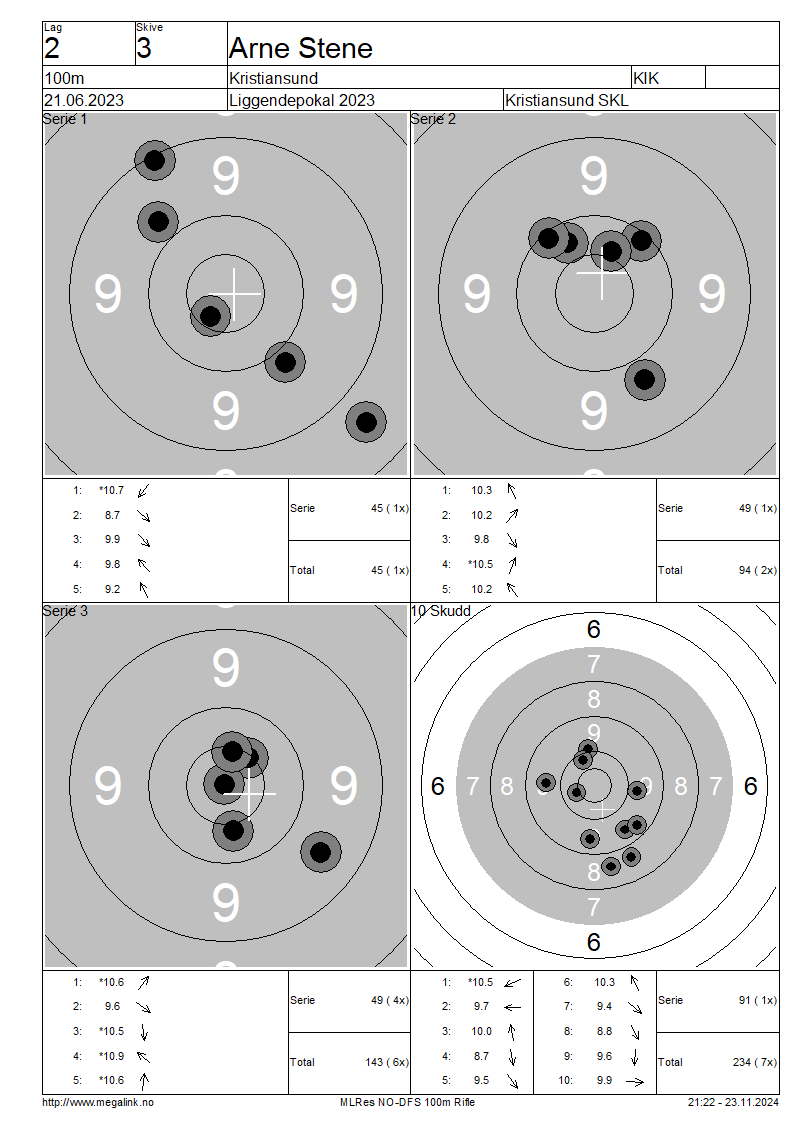 Lag Skive
2 3 Arne Stene
100m Kristiansund KIK
21.06.2023 Liggendepokal 2023 Kristiansund SKL
Serie 1
9
9 9
9
Serie 2
9
9 9
9
1: *10.7
2: 8.7
3: 9.9
4: 9.8
5: 9.2
Serie 45 ( 1x)
Total 45 ( 1x)
1: 10.3
2: 10.2
3: 9.8
4: *10.5
5: 10.2
Serie 49 ( 1x)
Total 94 ( 2x)
Serie 3
9
9 9
9
10 Skudd
6
7
8
9
6 7 8 9 8 7 6
8
7
6
1: *10.6
2: 9.6
3: *10.5
4: *10.9
5: *10.6
Serie 49 ( 4x)
Total 143 ( 6x)
1: *10.5 6: 10.3
2: 9.7 7: 9.4
3: 10.0 8: 8.8
4: 8.7 9: 9.6
5: 9.5 10: 9.9
Serie 91 ( 1x)
Total 234 ( 7x)
http://www.megalink.no MLRes NO-DFS 100m Rifle 21:22 - 23.11.2024